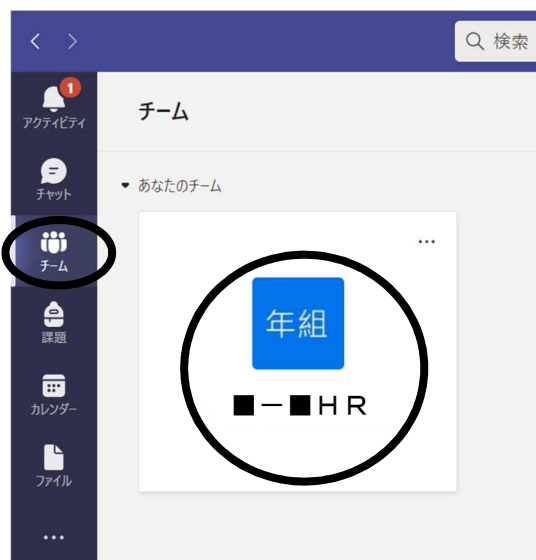 検索
1
アクティビティ
チーム
チャット
あなたのチーム
チーム
年組
■－■ＨＲ
課題
カレンダー
ファイル